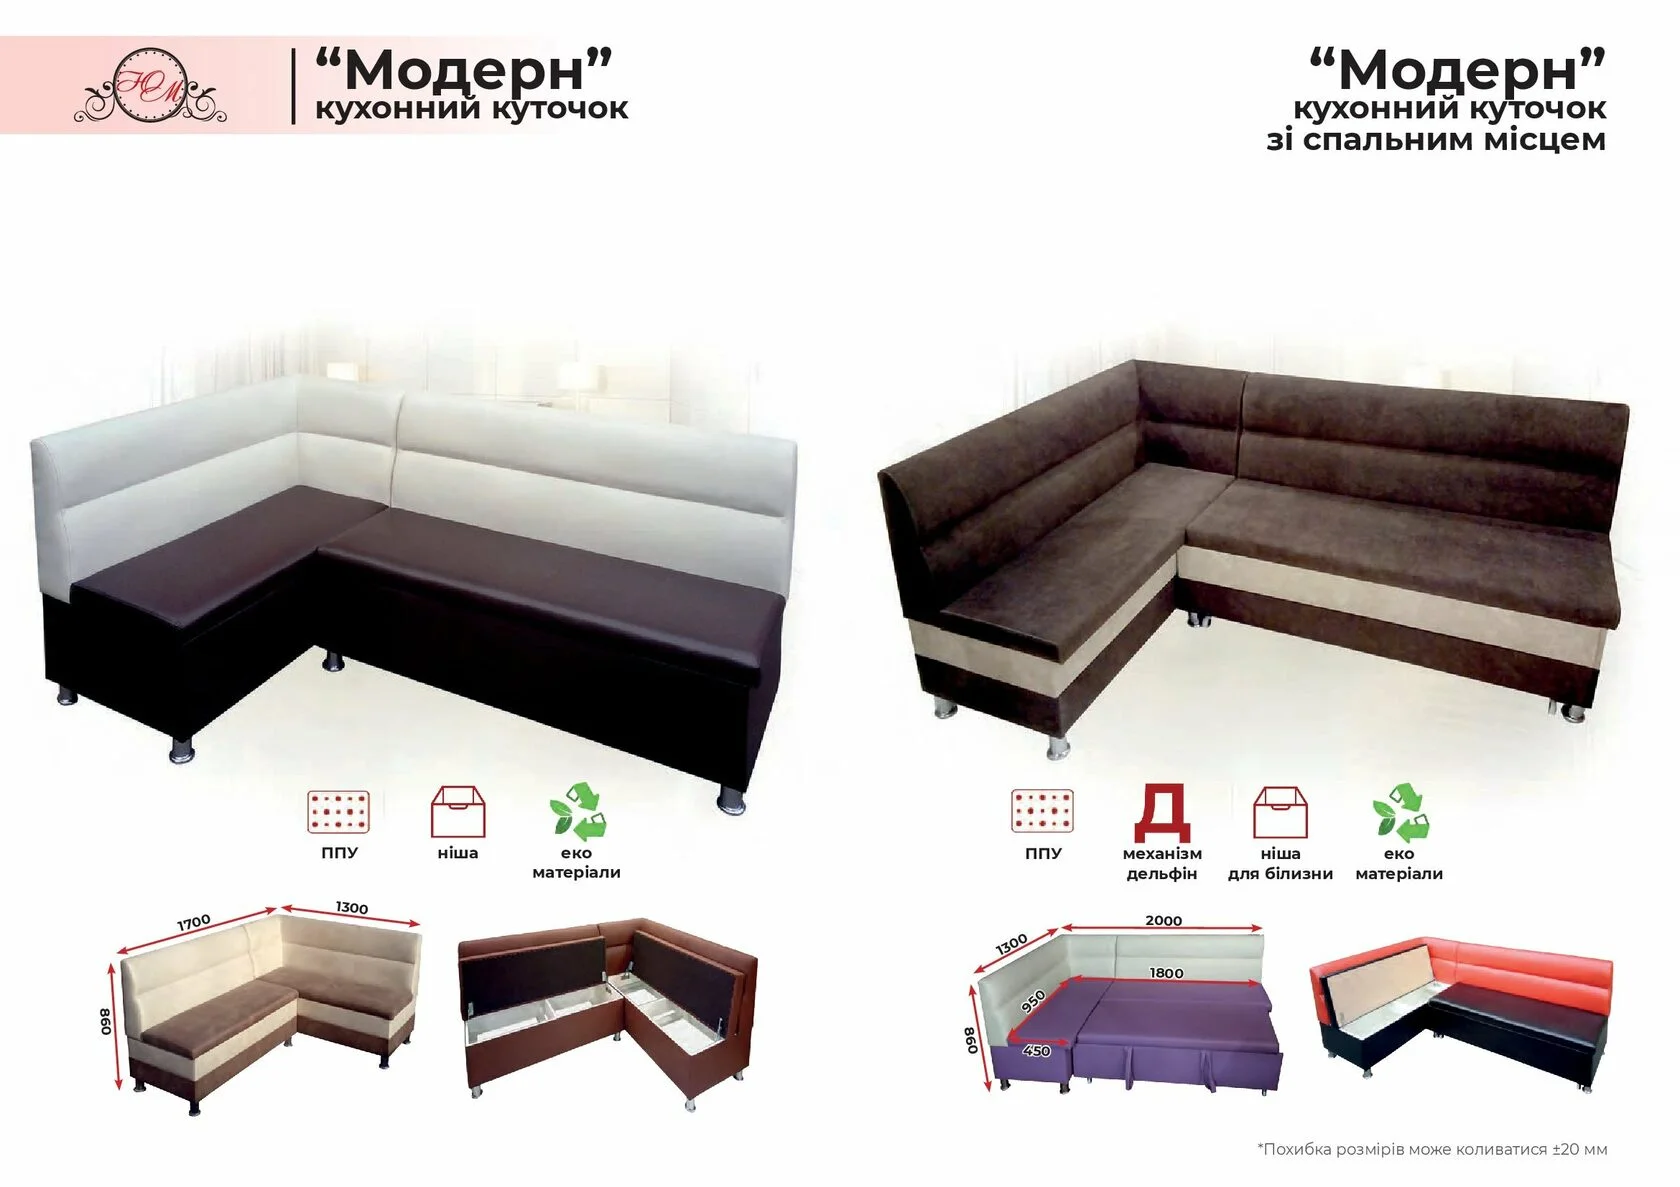 ЮМ
“Модерн”
кухонний куточок
“Модерн”
кухонний куточок
зі спальним місцем
ППУ
ніша
еко
матеріали
ППУ
Д
механізм
дельфін
ніша
для білизни
еко
матеріали
1700
1300
860
2000
1300
1800
950
450
860
*Похибка розмірів може коливатися ±20 мм